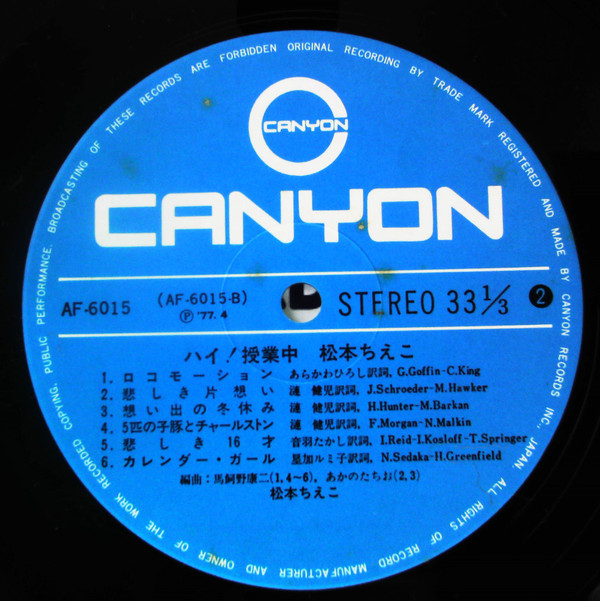 CANYON
CANYON
AF-6015 (AF-6015-B) STEREO 33 1/3 2
Ⓟ '77. 4
ハイ!授業中 松本ちえこ
1. ロコモーション あらかわひろし訳詞, G.Goffin-C.King
2. 悲しき片想い 漣 健児訳詞, J.Schroeder-M.Hawker
3. 想い出の冬休み 漣 健児訳詞, H.Hunter-M.Barkan
4. 5匹の子豚とチャールストン 漣 健児訳詞, F.Morgan-N.Malkin
5. 悲しき16才 音羽たかし訳詞, I.Reid-I.Kosloff-T.Springer
6. カレンダー・ガール 星加ルミ子訳詞, N.Sedaka-H.Greenfield
編曲:馬飼野康二(1,4~6), あかのたちお(2,3)
松本ちえこ
ALL RIGHTS OF RECORD MANUFACTURER AND OWNER OF THE WORK RECORDED COPYING, PUBLIC PERFORMANCE, BROADCASTING OF THESE RECORDS ARE FORBIDDEN ORIGINAL RECORDING BY TRADE MARK REGISTERED AND MADE BY CANYON RECORDS INC, JAPAN,